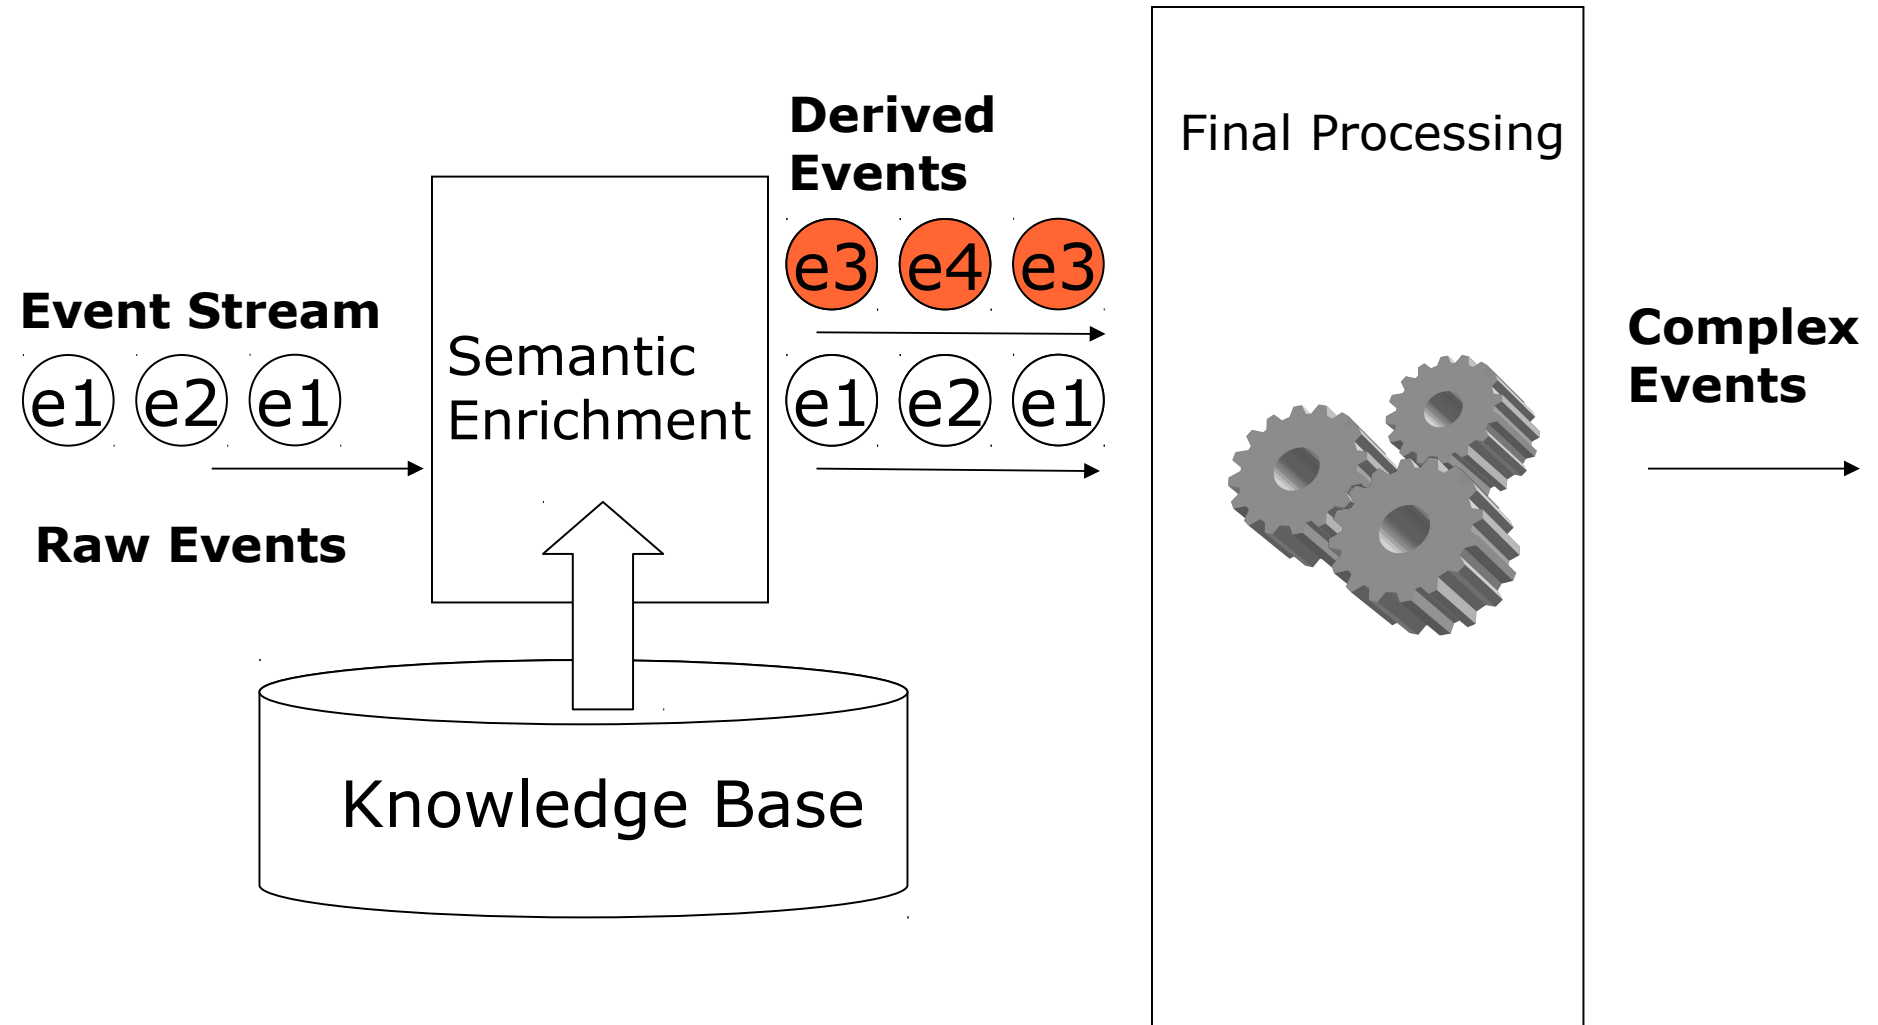 Event Stream
e1 e2 e1
Raw Events
Semantic
Enrichment
Knowledge Base
Derived
Events
e3 e4 e3
e1 e2 e1
Final Processing
Complex
Events